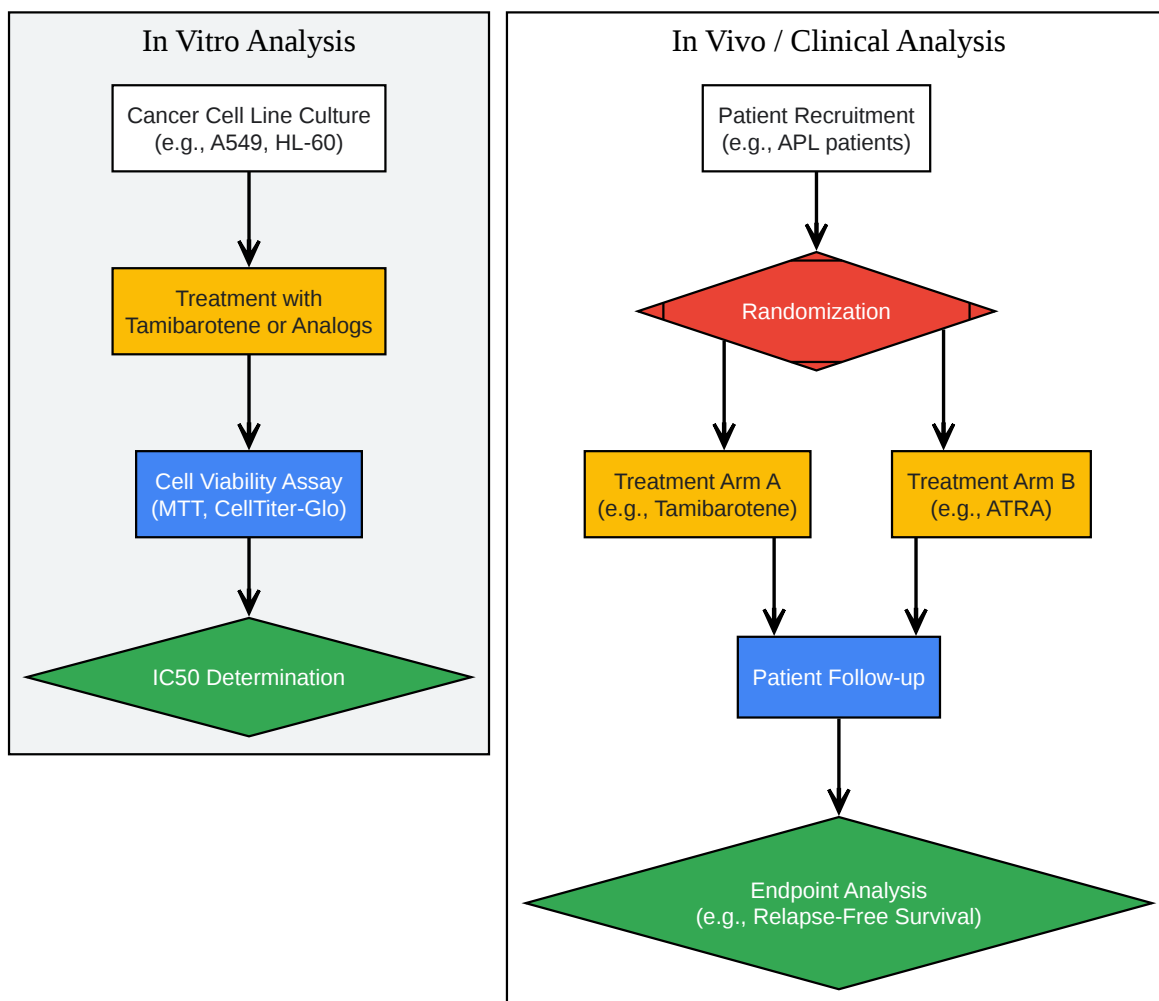 In Vitro Analysis
Cancer Cell Line Culture
(e.g., A549, HL-60)
Treatment with
Tamibarotene or Analogs
Cell Viability Assay
(MTT, CellTiter-Glo)
IC50 Determination
In Vivo / Clinical Analysis
Patient Recruitment
(e.g., APL patients)
Randomization
Treatment Arm A
(e.g., Tamibarotene)
Treatment Arm B
(e.g., ATRA)
Patient Follow-up
Endpoint Analysis
(e.g., Relapse-Free Survival)